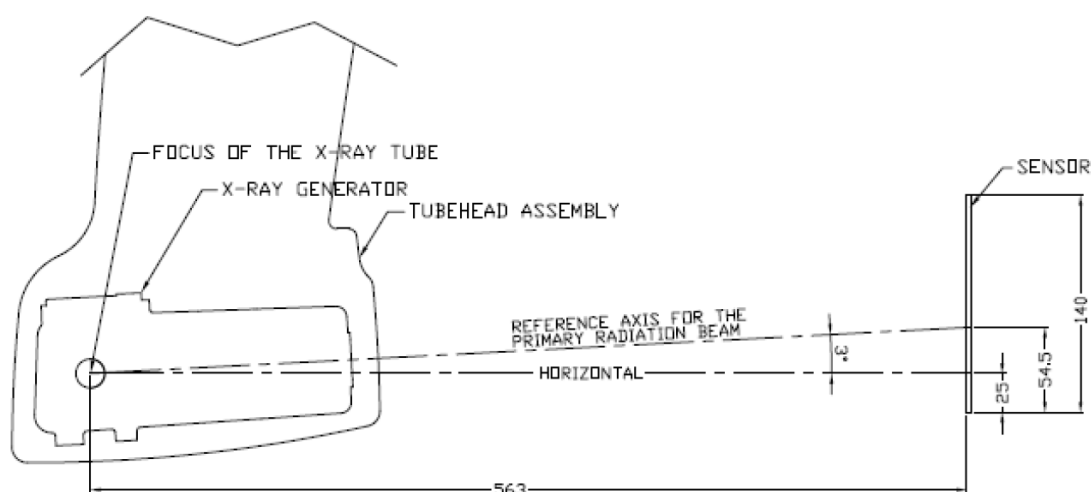 FOCUS OF THE X-RAY TUBE
X-RAY GENERATOR
TUBEHEAD ASSEMBLY
SENSOR
REFERENCE AXIS FOR THE
PRIMARY RADIATION BEAM
3°
HORIZONTAL
25
54.5
140
563